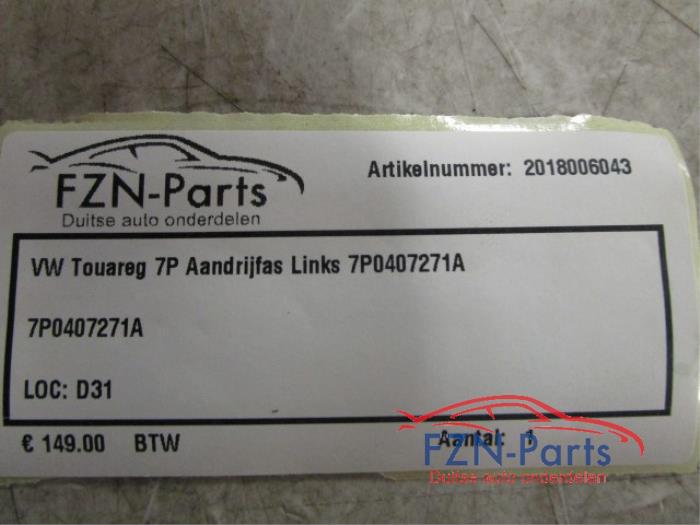 FZN-Parts
Duitse auto onderdelen
Artikelnummer: 2018006043
VW Touareg 7P Aandrijfas Links 7P0407271A
7P0407271A
LOC: D31
€ 149.00 BTW
Aantal: 1
FZN-Parts
Duitse auto onderdelen